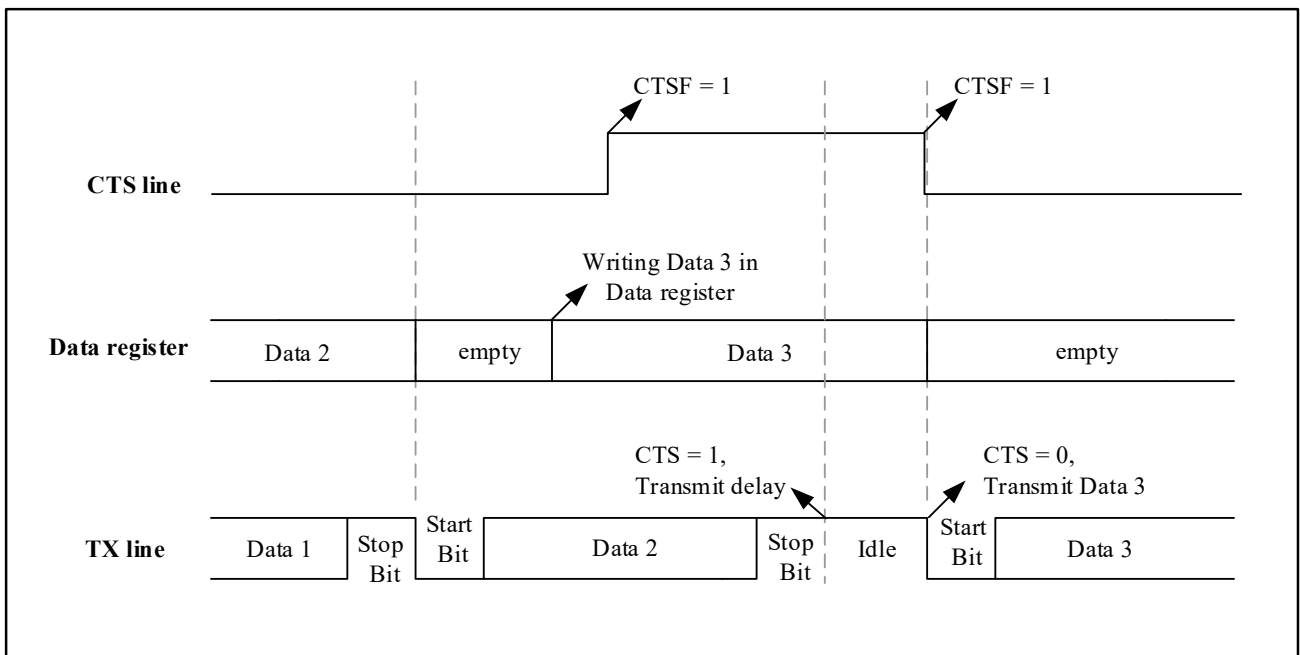 CTSF = 1
CTSF = 1
CTS line
Writing Data 3 in
Data register
Data register
Data 2
empty
Data 3
empty
CTS = 1,
Transmit delay
CTS = 0,
Transmit Data 3
TX line
Data 1
Stop
Bit
Start
Bit
Data 2
Stop
Bit
Idle
Start
Bit
Data 3